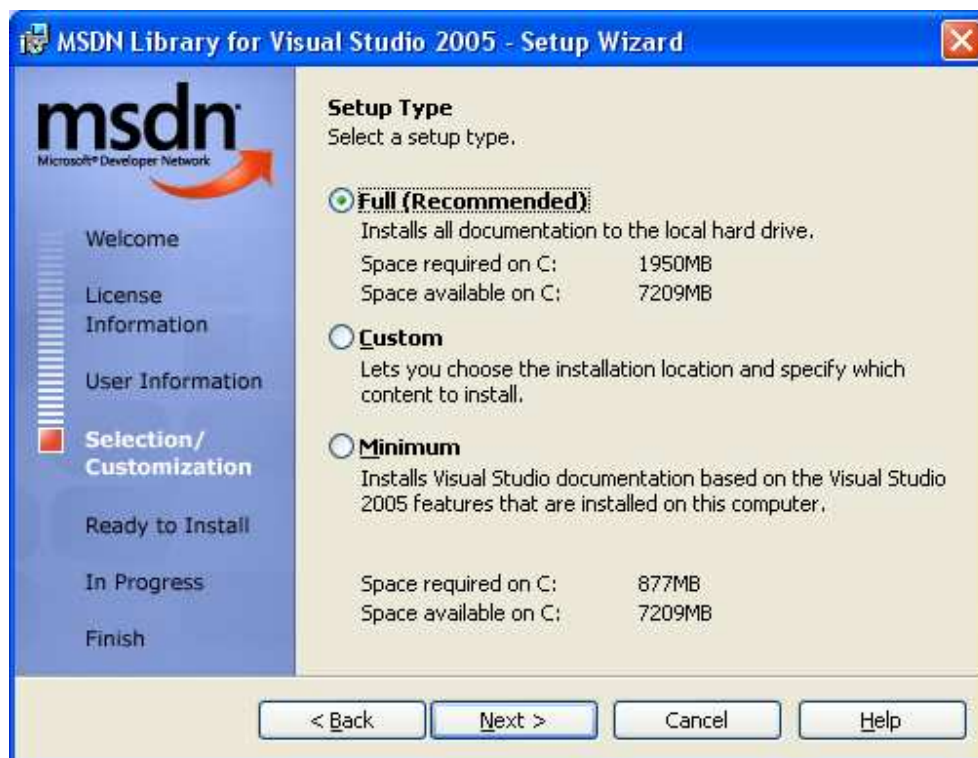 MSDN Library for Visual Studio 2005 - Setup Wizard
msdn
Microsoft® Developer Network
Welcome
License
Information
User Information
Selection/
Customization
Ready to Install
In Progress
Finish
Setup Type
Select a setup type.
Full (Recommended)
Installs all documentation to the local hard drive.
Space required on C: 1950MB
Space available on C: 7209MB
Custom
Lets you choose the installation location and specify which
content to install.
Minimum
Installs Visual Studio documentation based on the Visual Studio
2005 features that are installed on this computer.
Space required on C: 877MB
Space available on C: 7209MB
< Back Next > Cancel Help